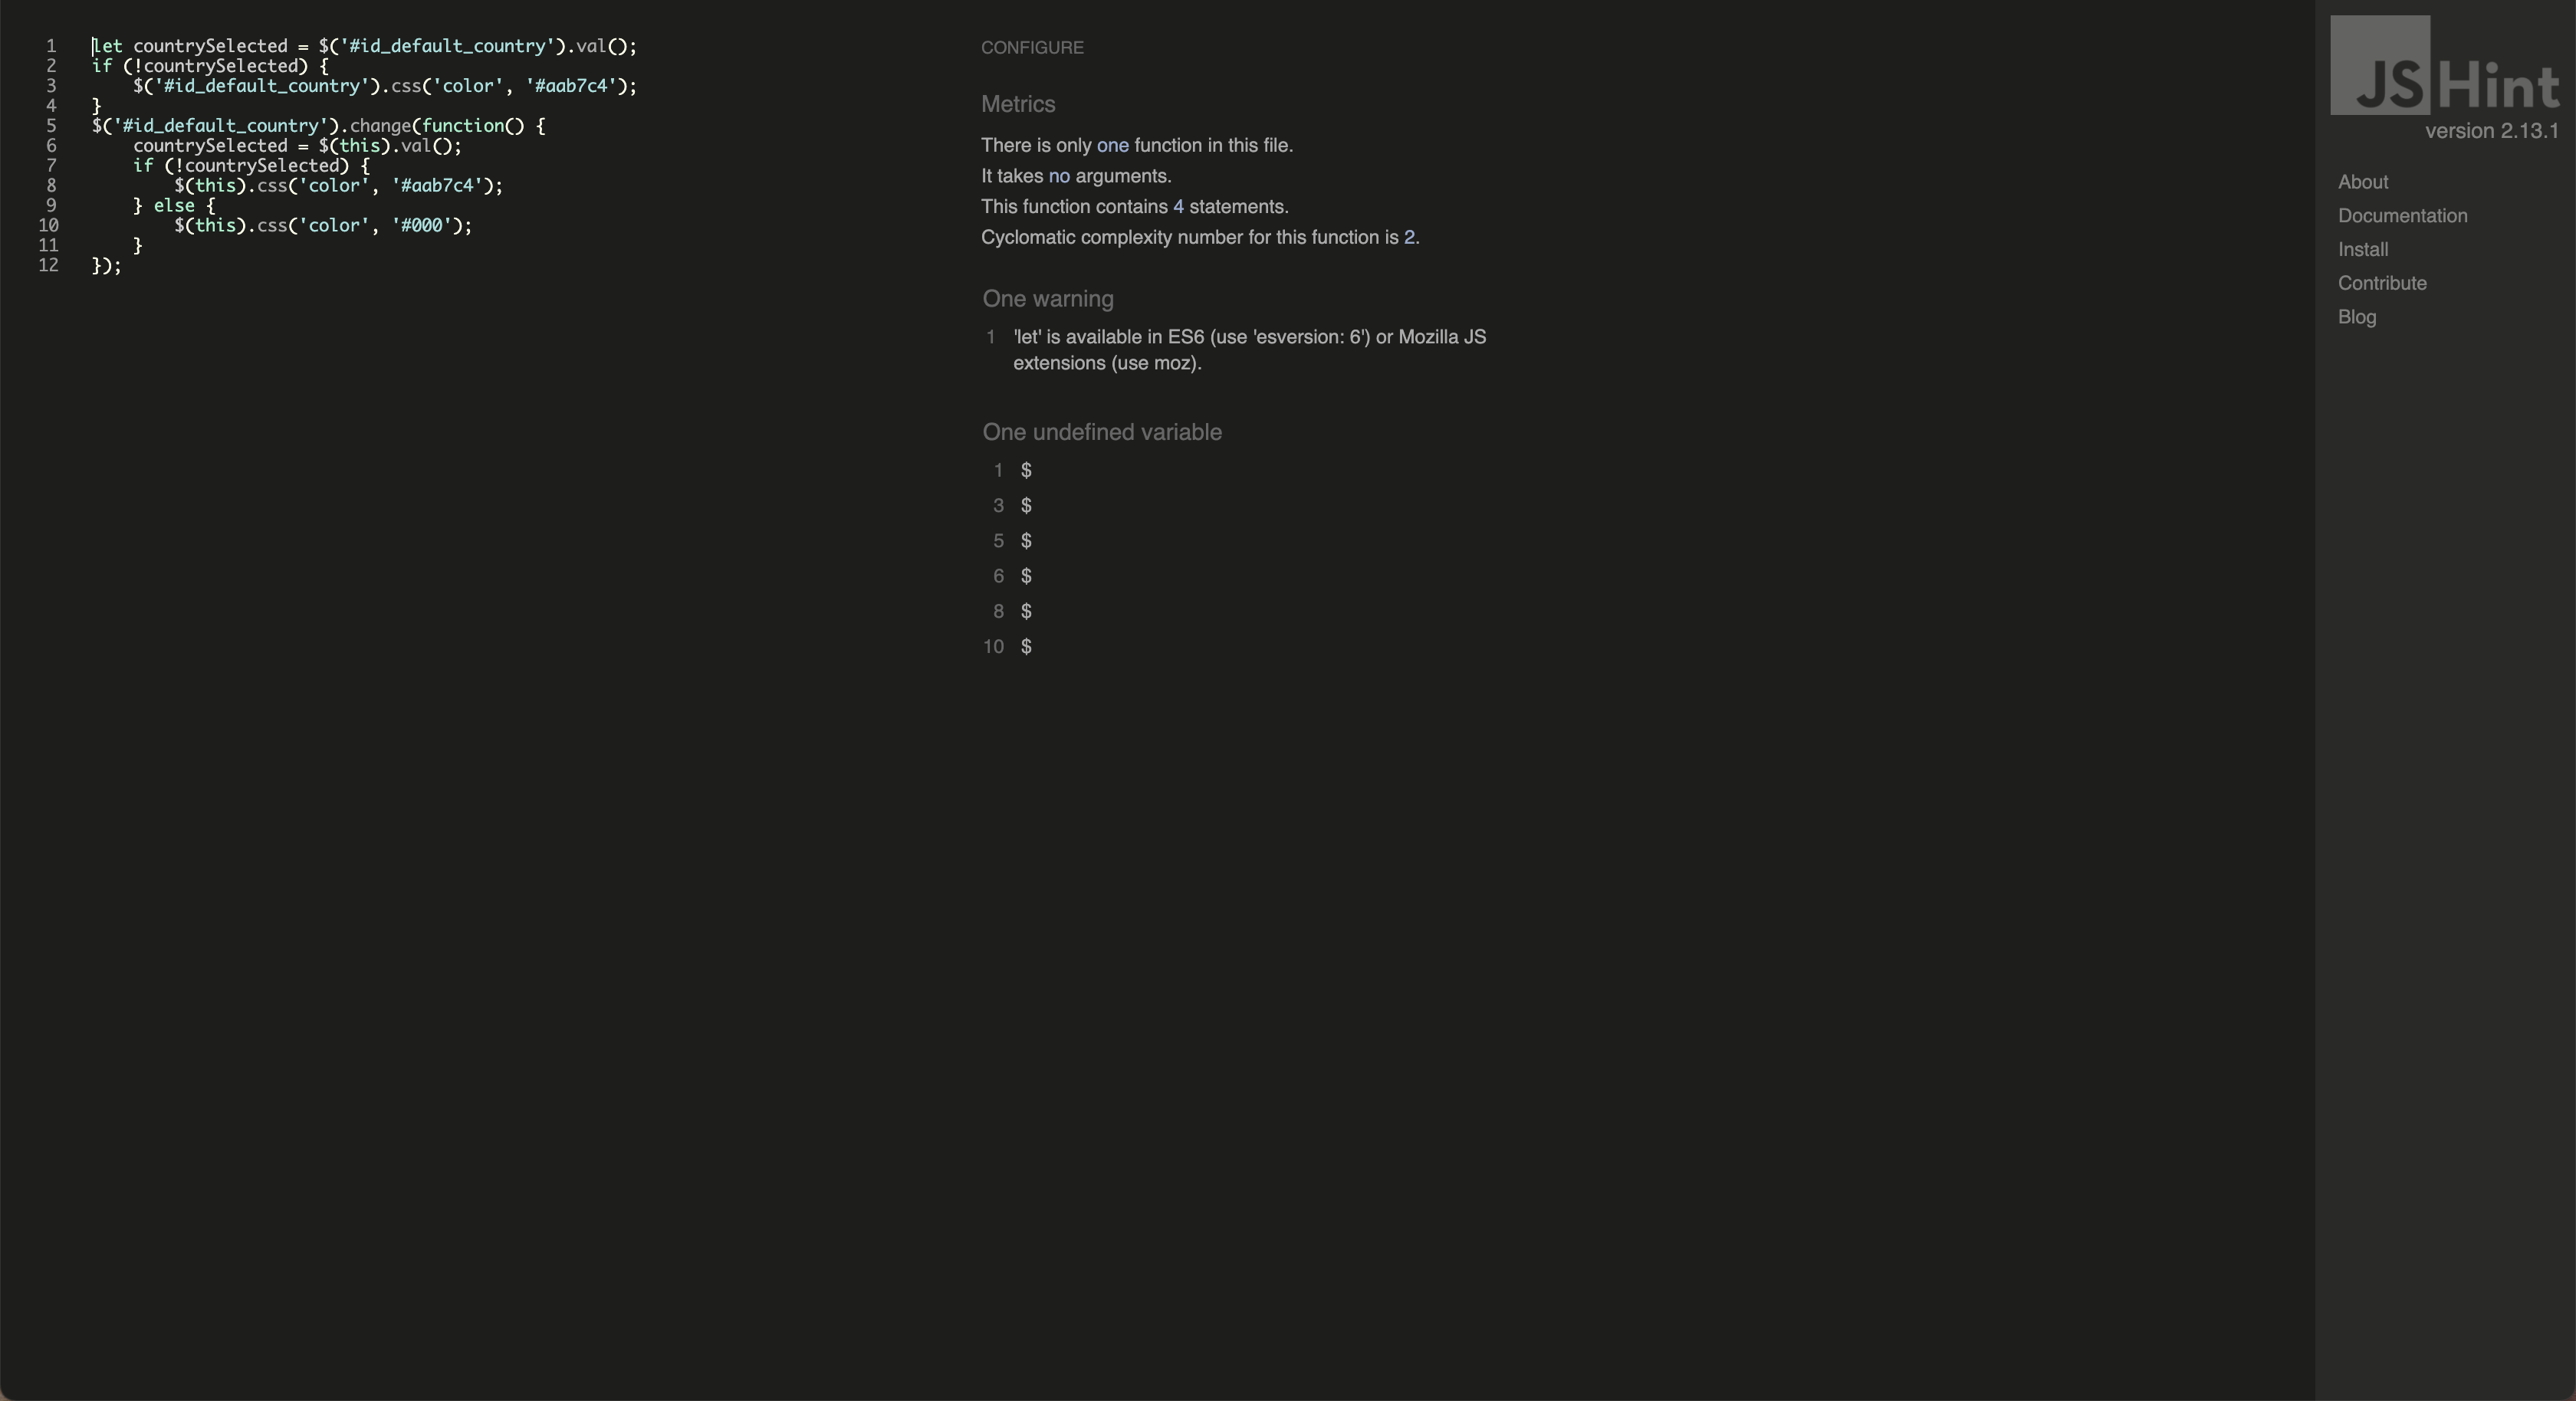 1 let countrySelected = $('#id_default_country').val();
2 if (!countrySelected) {
3     $('#id_default_country').css('color', '#aab7c4');
4 }
5 $('#id_default_country').change(function() {
6     countrySelected = $(this).val();
7     if (!countrySelected) {
8         $(this).css('color', '#aab7c4');
9     } else {
10         $(this).css('color', '#000');
11     }
12 });
CONFIGURE
Metrics
There is only one function in this file.
It takes no arguments.
This function contains 4 statements.
Cyclomatic complexity number for this function is 2.
One warning
1 'let' is available in ES6 (use 'esversion: 6') or Mozilla JS
extensions (use moz).
One undefined variable
1 $
3 $
5 $
6 $
8 $
10 $
JSHint
version 2.13.1
About
Documentation
Install
Contribute
Blog